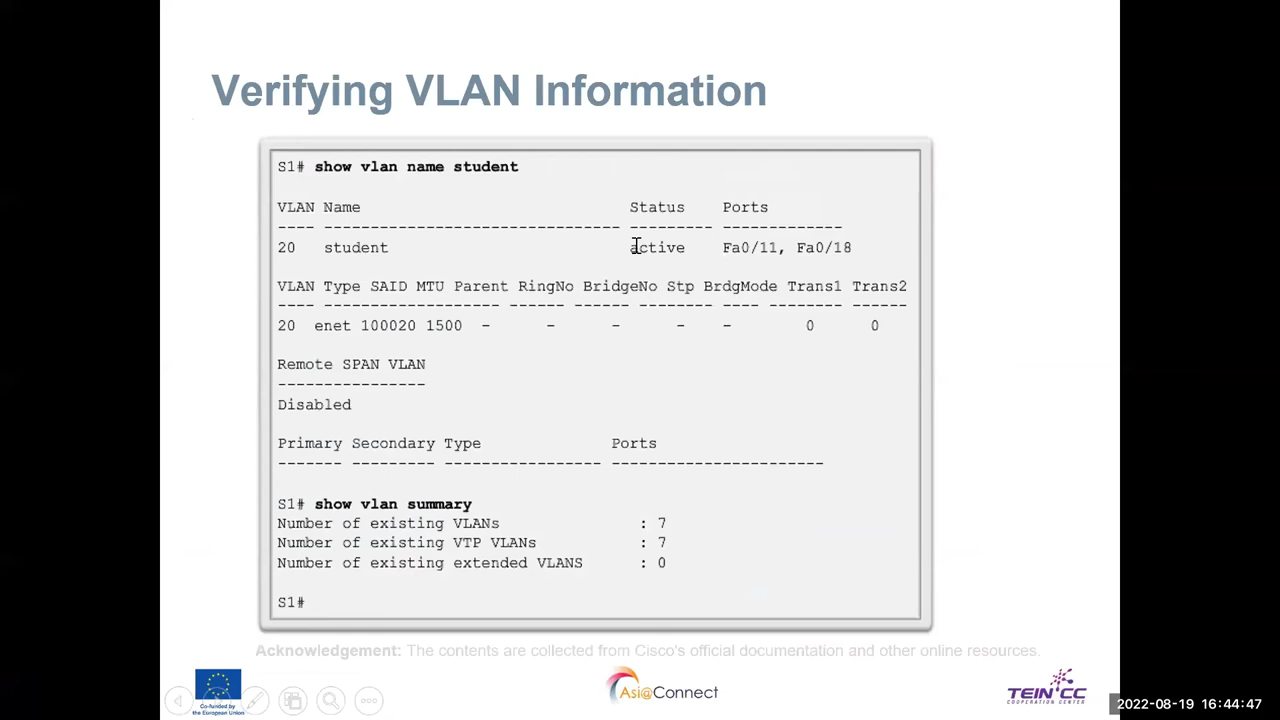 Verifying VLAN Information
S1# show vlan name student
VLAN Name Status Ports
---- -------------------------------- --------- -------------
20 student active Fa0/11, Fa0/18
VLAN Type SAID MTU Parent RingNo BridgeNo Stp BrdgMode Trans1 Trans2
---- ----- ---------- ----- ------ ------ -------- ---- -------- ------ ------
20 enet 100020 1500 - - - - - 0 0
Remote SPAN VLAN
----------------
Disabled
Primary Secondary Type Ports
------- --------- ----------------- -----------------------
S1# show vlan summary
Number of existing VLANs : 7
Number of existing VTP VLANs : 7
Number of existing extended VLANS : 0
S1#
Acknowledgement: The contents are collected from Cisco's official documentation and other online resources.
Co-funded by
the European Union
Asi@Connect
TEIN*CC
COOPERATION CENTER
2022-08-19 16:44:47